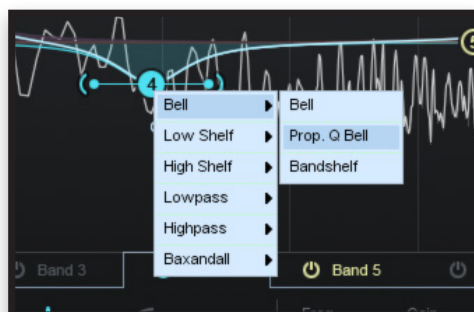 5
4
Bell
Low Shelf
High Shelf
Lowpass
Highpass
Baxandall
Bell
Prop. Q Bell
Bandshelf
Band 3
Band 5